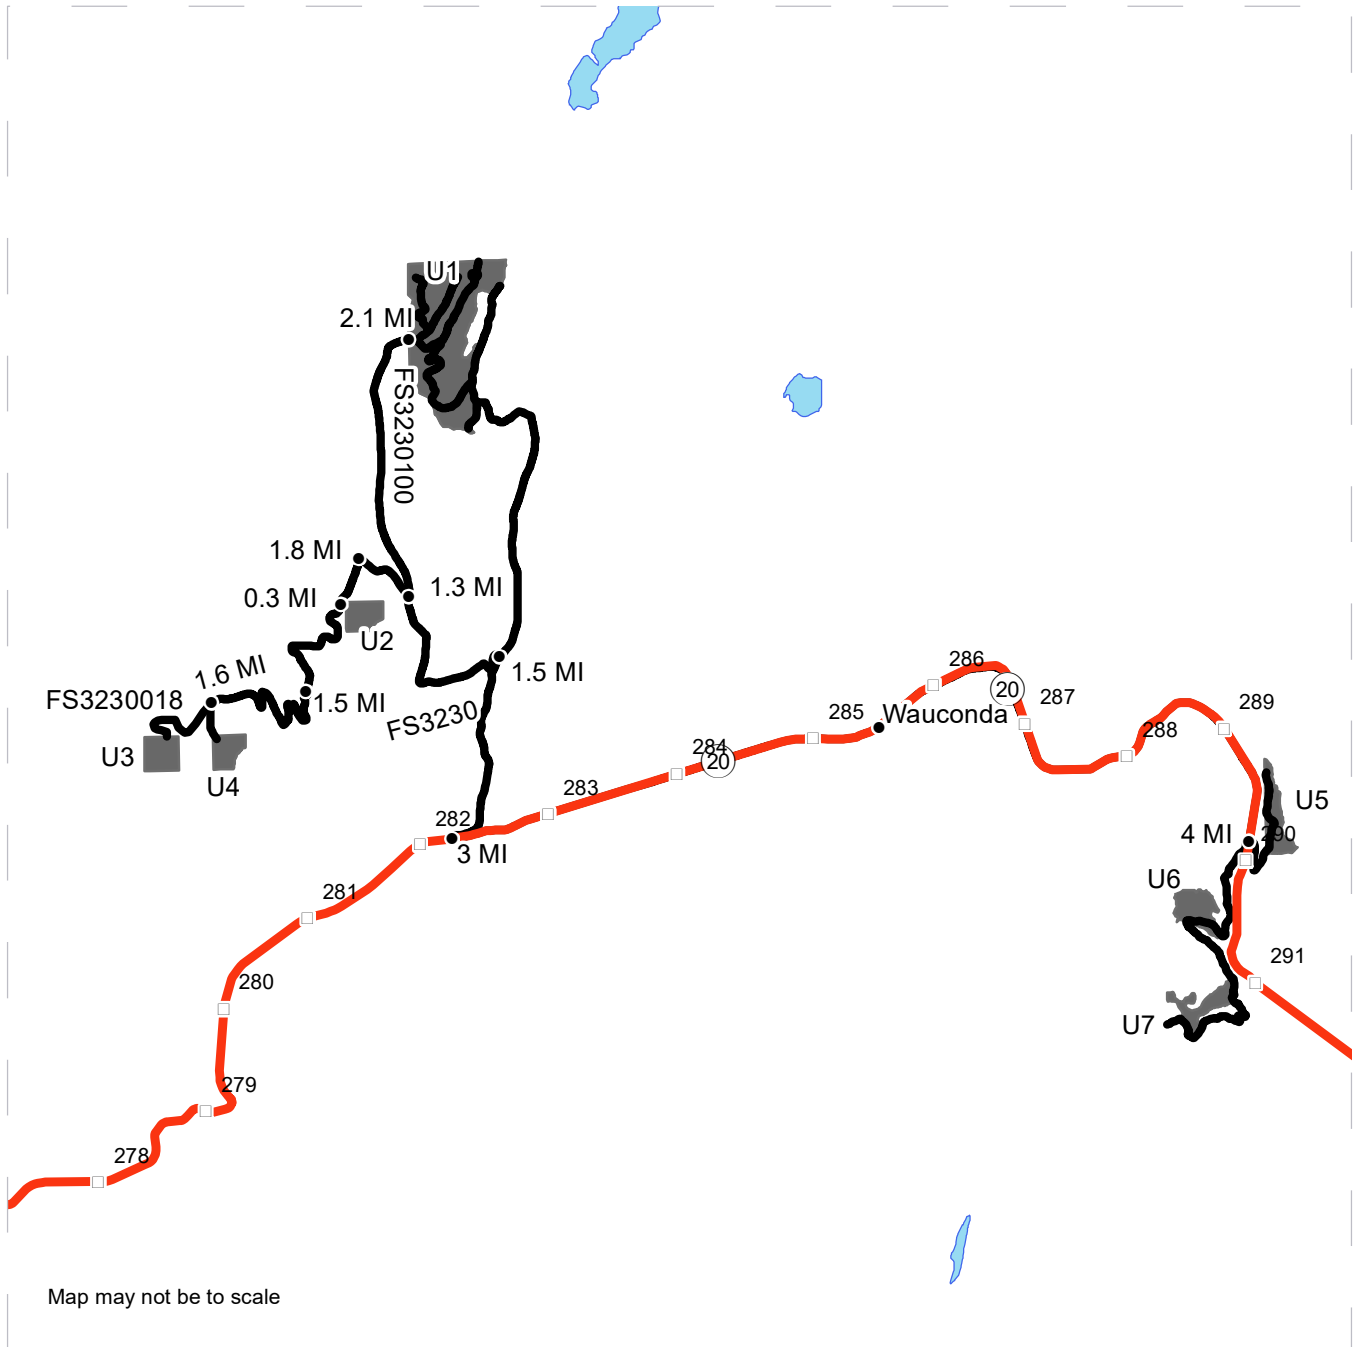 U1
2.1 MI
FS3230100
1.8 MI
1.3 MI
0.3 MI
U2
1.6 MI
1.5 MI
FS3230018
1.5 MI
FS3230
U3
U4
286
20
287
285
Wauconda
289
288
284
20
283
U5
282
4 MI
290
3 MI
U6
281
291
280
U7
279
278
Map may not be to scale